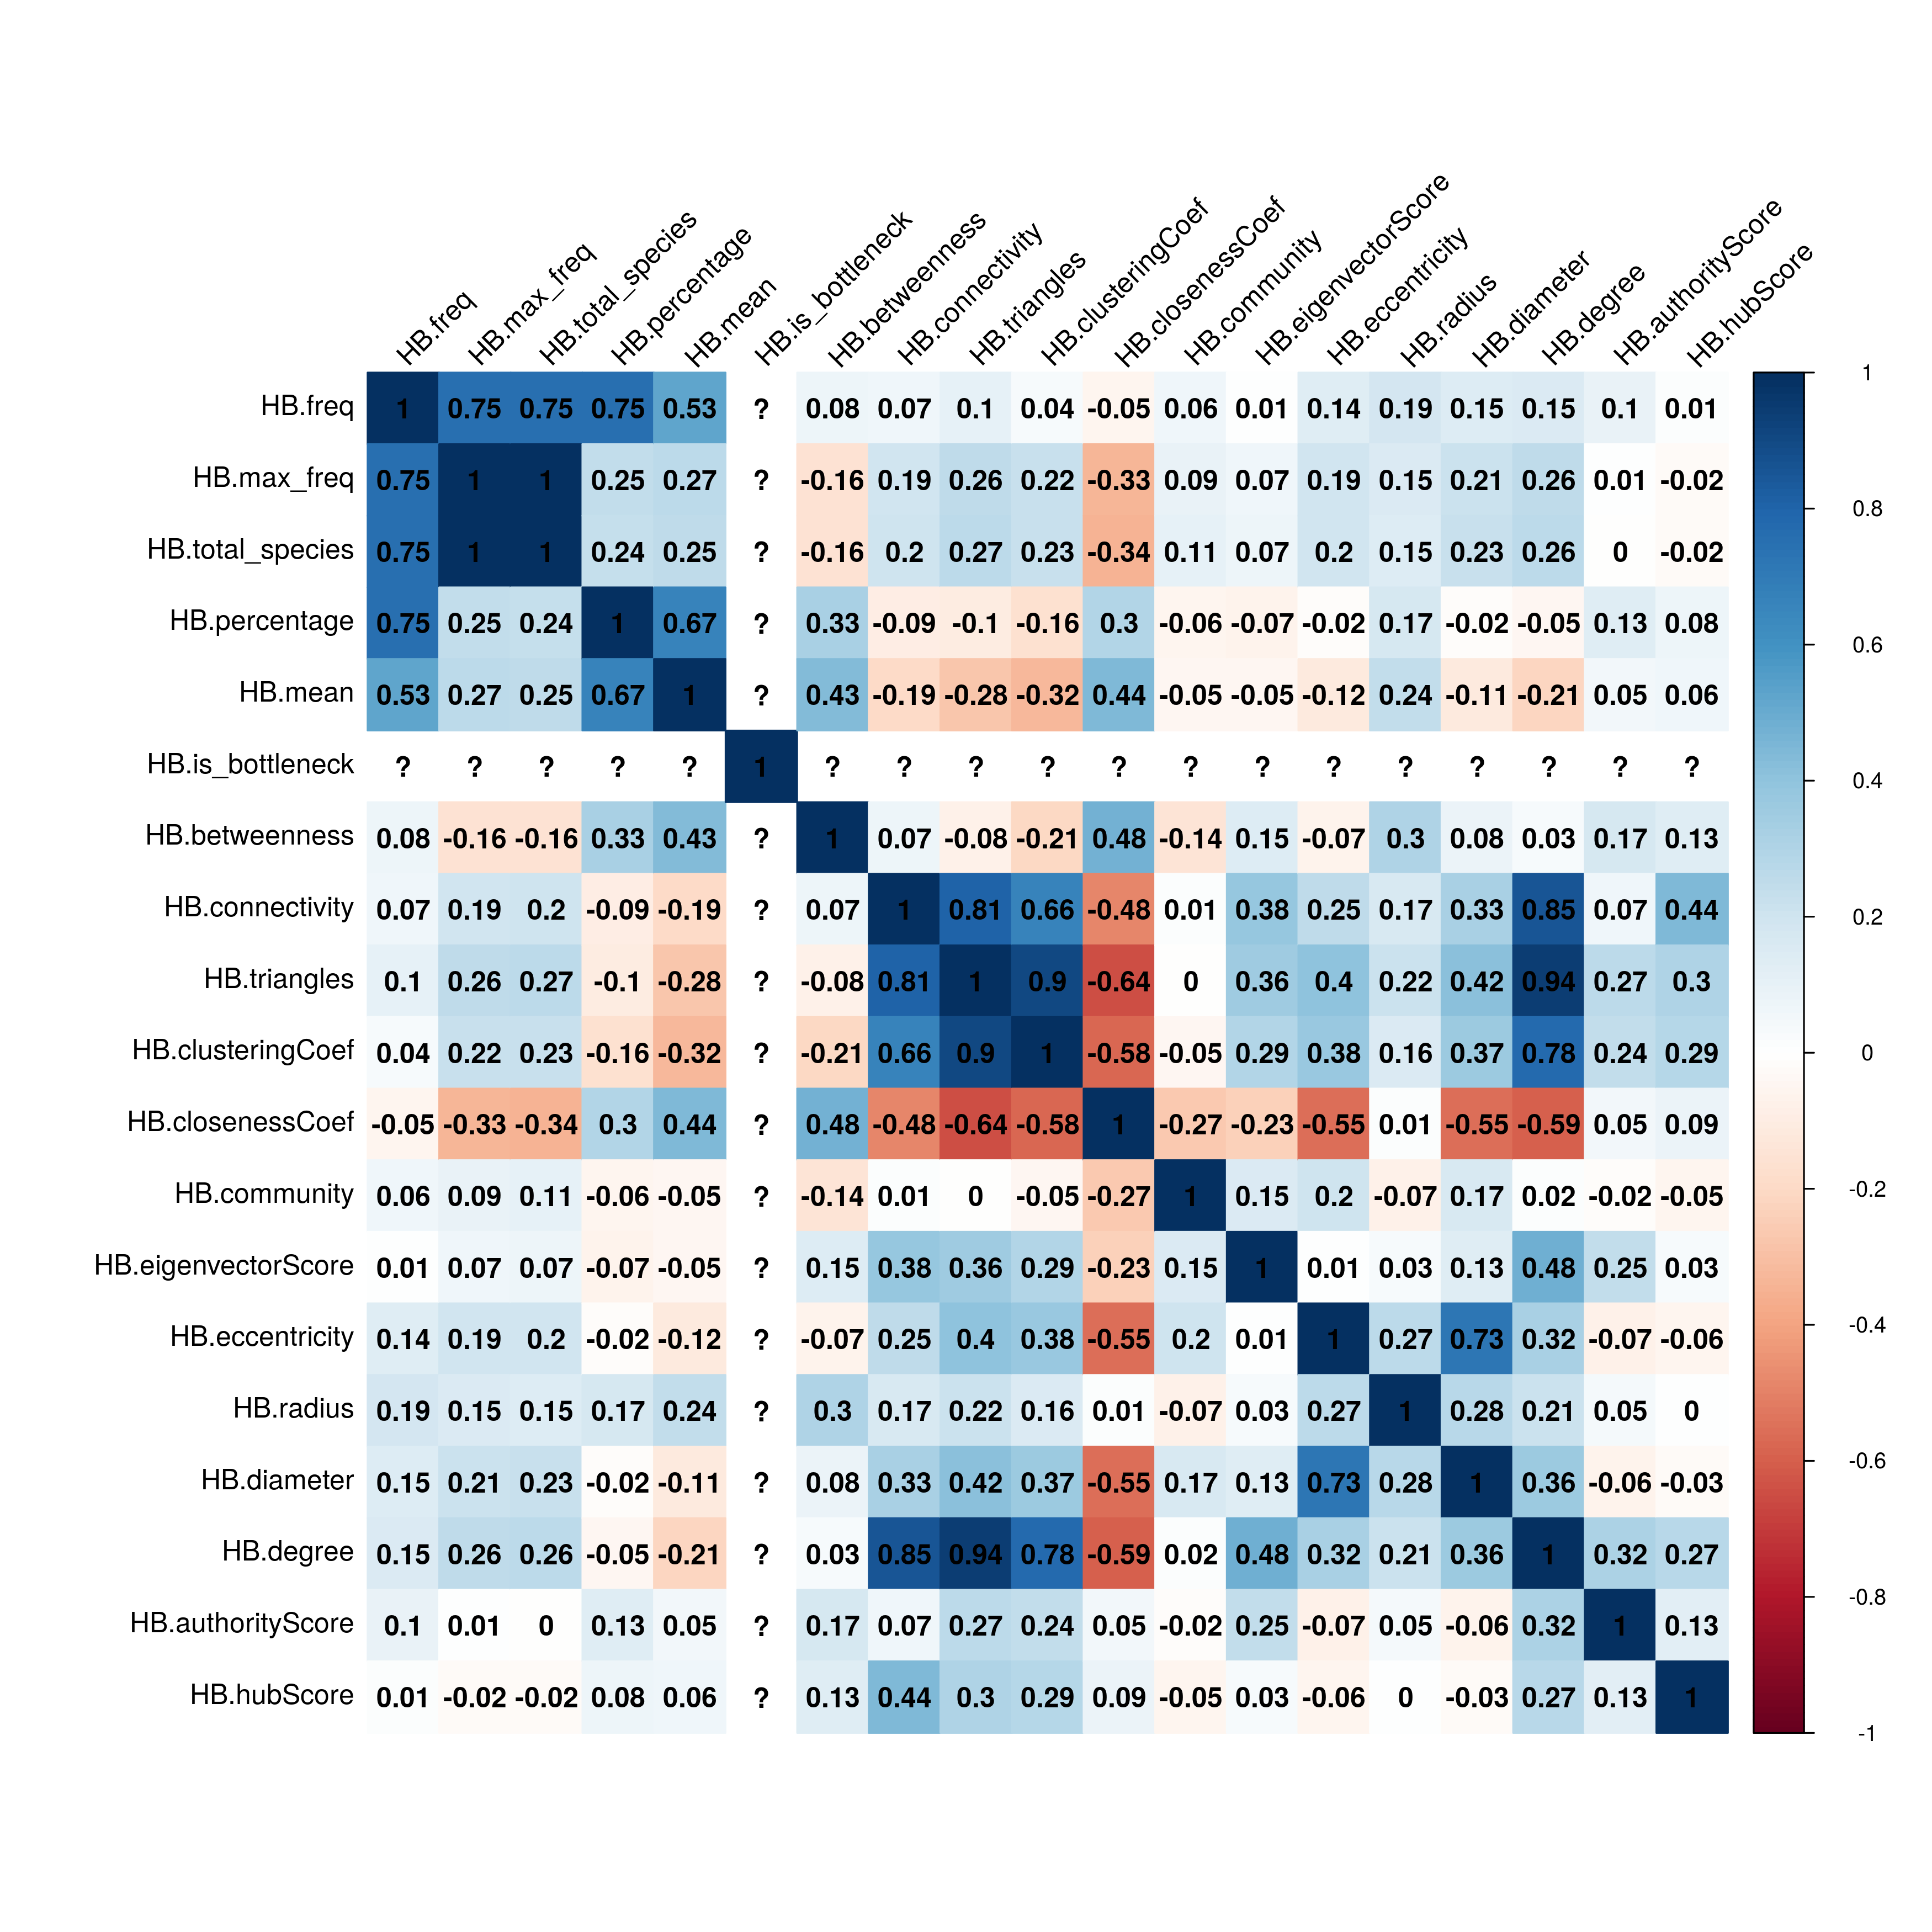 HB.freq
HB.max_freq
HB.total_species
HB.percentage
HB.mean
HB.is_bottleneck
HB.betweenness
HB.connectivity
HB.triangles
HB.clusteringCoef
HB.closenessCoef
HB.community
HB.eigenvectorScore
HB.eccentricity
HB.radius
HB.diameter
HB.degree
HB.authorityScore
HB.hubScore
HB.freq 1 0.75 0.75 0.75 0.53 ? 0.08 0.07 0.1 0.04 -0.05 0.06 0.01 0.14 0.19 0.15 0.15 0.1 0.01
HB.max_freq 0.75 1 1 0.25 0.27 ? -0.16 0.19 0.26 0.22 -0.33 0.09 0.07 0.19 0.15 0.21 0.26 0.01 -0.02
HB.total_species 0.75 1 1 0.24 0.25 ? -0.16 0.2 0.27 0.23 -0.34 0.11 0.07 0.2 0.15 0.23 0.26 0 -0.02
HB.percentage 0.75 0.25 0.24 1 0.67 ? 0.33 -0.09 -0.1 -0.16 0.3 -0.06 -0.07 -0.02 0.17 -0.02 -0.05 0.13 0.08
HB.mean 0.53 0.27 0.25 0.67 1 ? 0.43 -0.19 -0.28 -0.32 0.44 -0.05 -0.05 -0.12 0.24 -0.11 -0.21 0.05 0.06
HB.is_bottleneck ? ? ? ? ? 1 ? ? ? ? ? ? ? ? ? ? ? ? ?
HB.betweenness 0.08 -0.16 -0.16 0.33 0.43 ? 1 0.07 -0.08 -0.21 0.48 -0.14 0.15 -0.07 0.3 0.08 0.03 0.17 0.13
HB.connectivity 0.07 0.19 0.2 -0.09 -0.19 ? 0.07 1 0.81 0.66 -0.48 0.01 0.38 0.25 0.17 0.33 0.85 0.07 0.44
HB.triangles 0.1 0.26 0.27 -0.1 -0.28 ? -0.08 0.81 1 0.9 -0.64 0 0.36 0.4 0.22 0.42 0.94 0.27 0.3
HB.clusteringCoef 0.04 0.22 0.23 -0.16 -0.32 ? -0.21 0.66 0.9 1 -0.58 -0.05 0.29 0.38 0.16 0.37 0.78 0.24 0.29
HB.closenessCoef -0.05 -0.33 -0.34 0.3 0.44 ? 0.48 -0.48 -0.64 -0.58 1 -0.27 -0.23 -0.55 0.01 -0.55 -0.59 0.05 0.09
HB.community 0.06 0.09 0.11 -0.06 -0.05 ? -0.14 0.01 0 -0.05 -0.27 1 0.15 0.2 -0.07 0.17 0.02 -0.02 -0.05
HB.eigenvectorScore 0.01 0.07 0.07 -0.07 -0.05 ? 0.15 0.38 0.36 0.29 -0.23 0.15 1 0.01 0.03 0.13 0.48 0.25 0.03
HB.eccentricity 0.14 0.19 0.2 -0.02 -0.12 ? -0.07 0.25 0.4 0.38 -0.55 0.2 0.01 1 0.27 0.73 0.32 -0.07 -0.06
HB.radius 0.19 0.15 0.15 0.17 0.24 ? 0.3 0.17 0.22 0.16 0.01 -0.07 0.03 0.27 1 0.28 0.21 0.05 0
HB.diameter 0.15 0.21 0.23 -0.02 -0.11 ? 0.08 0.33 0.42 0.37 -0.55 0.17 0.13 0.73 0.28 1 0.36 -0.06 -0.03
HB.degree 0.15 0.26 0.26 -0.05 -0.21 ? 0.03 0.85 0.94 0.78 -0.59 0.02 0.48 0.32 0.21 0.36 1 0.32 0.27
HB.authorityScore 0.1 0.01 0 0.13 0.05 ? 0.17 0.07 0.27 0.24 0.05 -0.02 0.25 -0.07 0.05 -0.06 0.32 1 0.13
HB.hubScore 0.01 -0.02 -0.02 0.08 0.06 ? 0.13 0.44 0.3 0.29 0.09 -0.05 0.03 -0.06 0 -0.03 0.27 0.13 1
1
0.8
0.6
0.4
0.2
0
-0.2
-0.4
-0.6
-0.8
-1